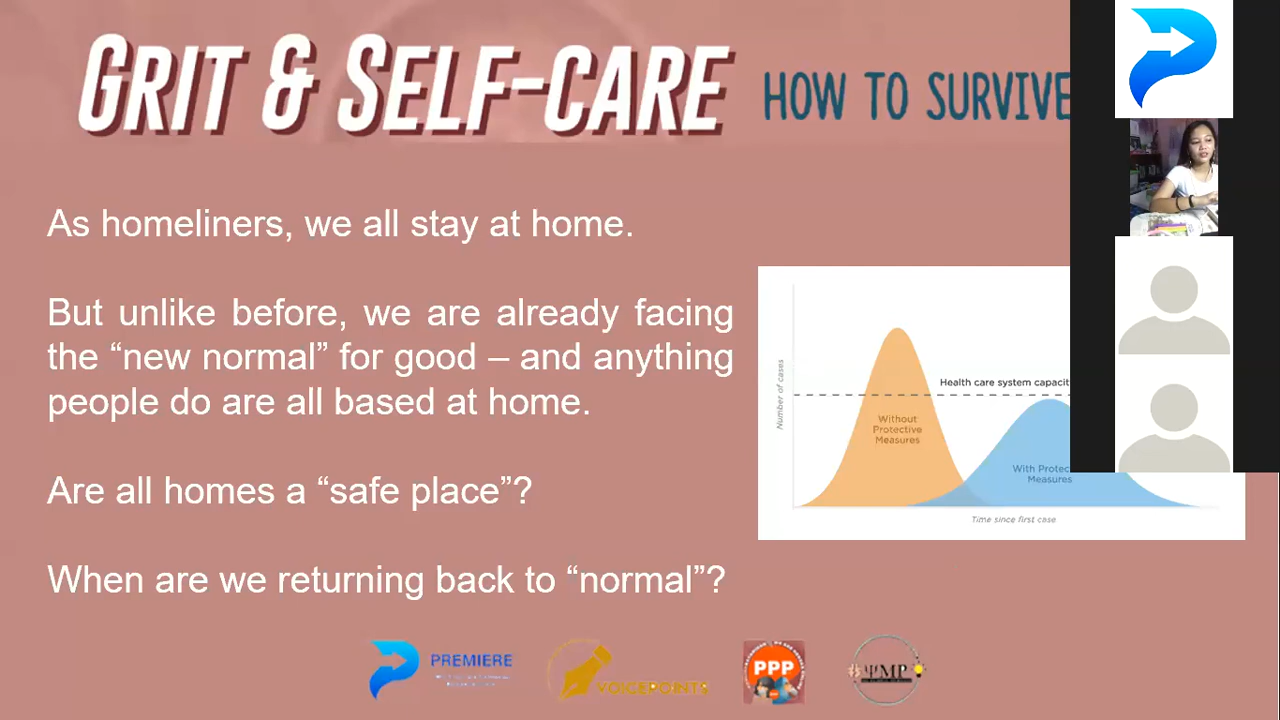 GRIT & SELF-CARE HOW TO SURVIVE
As homeliners, we all stay at home.
But unlike before, we are already facing
the “new normal” for good – and anything
people do are all based at home.
Are all homes a “safe place”?
When are we returning back to “normal”?
Number of cases
Health care system capacit
Without
Protective
Measures
With Protec
Measures
Time since first case
PREMIERE
VOICEPOINTS
PPP
ΨMP